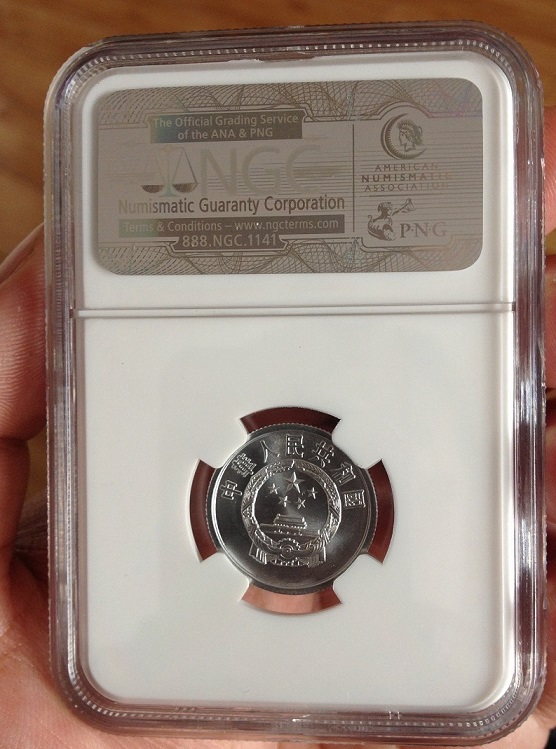 The Official Grading Service
of the ANA & PNG
NGC
Numismatic Guaranty Corporation
Terms & Conditions – www.ngcterms.com
888.NGC.1141
AMERICAN
NUMISMATIC
ASSOCIATION
P·N·G
中华人民共和国